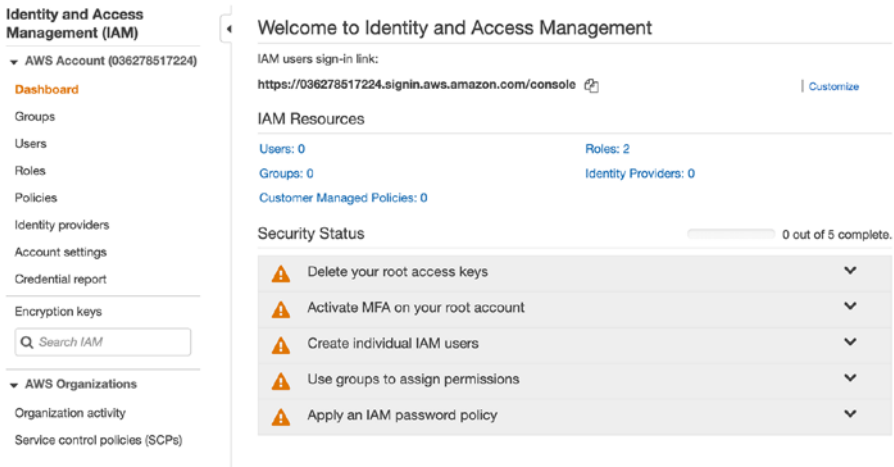 Identity and Access
Management (IAM)
AWS Account (036278517224)
Dashboard
Groups
Users
Roles
Policies
Identity providers
Account settings
Credential report
Encryption keys
Search IAM
AWS Organizations
Organization activity
Service control policies (SCPs)
Welcome to Identity and Access Management
IAM users sign-in link:
https://036278517224.signin.aws.amazon.com/console | Customize
IAM Resources
Users: 0 Roles: 2
Groups: 0 Identity Providers: 0
Customer Managed Policies: 0
Security Status 0 out of 5 complete.
Delete your root access keys
Activate MFA on your root account
Create individual IAM users
Use groups to assign permissions
Apply an IAM password policy